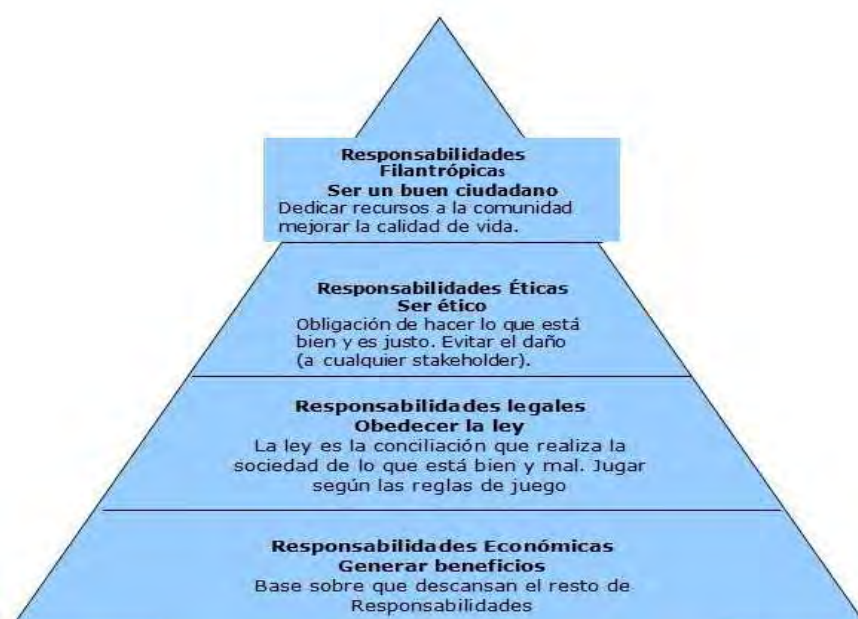 Responsabilidades
Filantrópicas
Ser un buen ciudadano
Dedicar recursos a la comunidad
mejorar la calidad de vida.
Responsabilidades Éticas
Ser ético
Obligación de hacer lo que está
bien y es justo. Evitar el daño
(a cualquier stakeholder).
Responsabilidades legales
Obedecer la ley
La ley es la conciliación que realiza la
sociedad de lo que está bien y mal. Jugar
según las reglas de juego
Responsabilidades Económicas
Generar beneficios
Base sobre que descansan el resto de
Responsabilidades